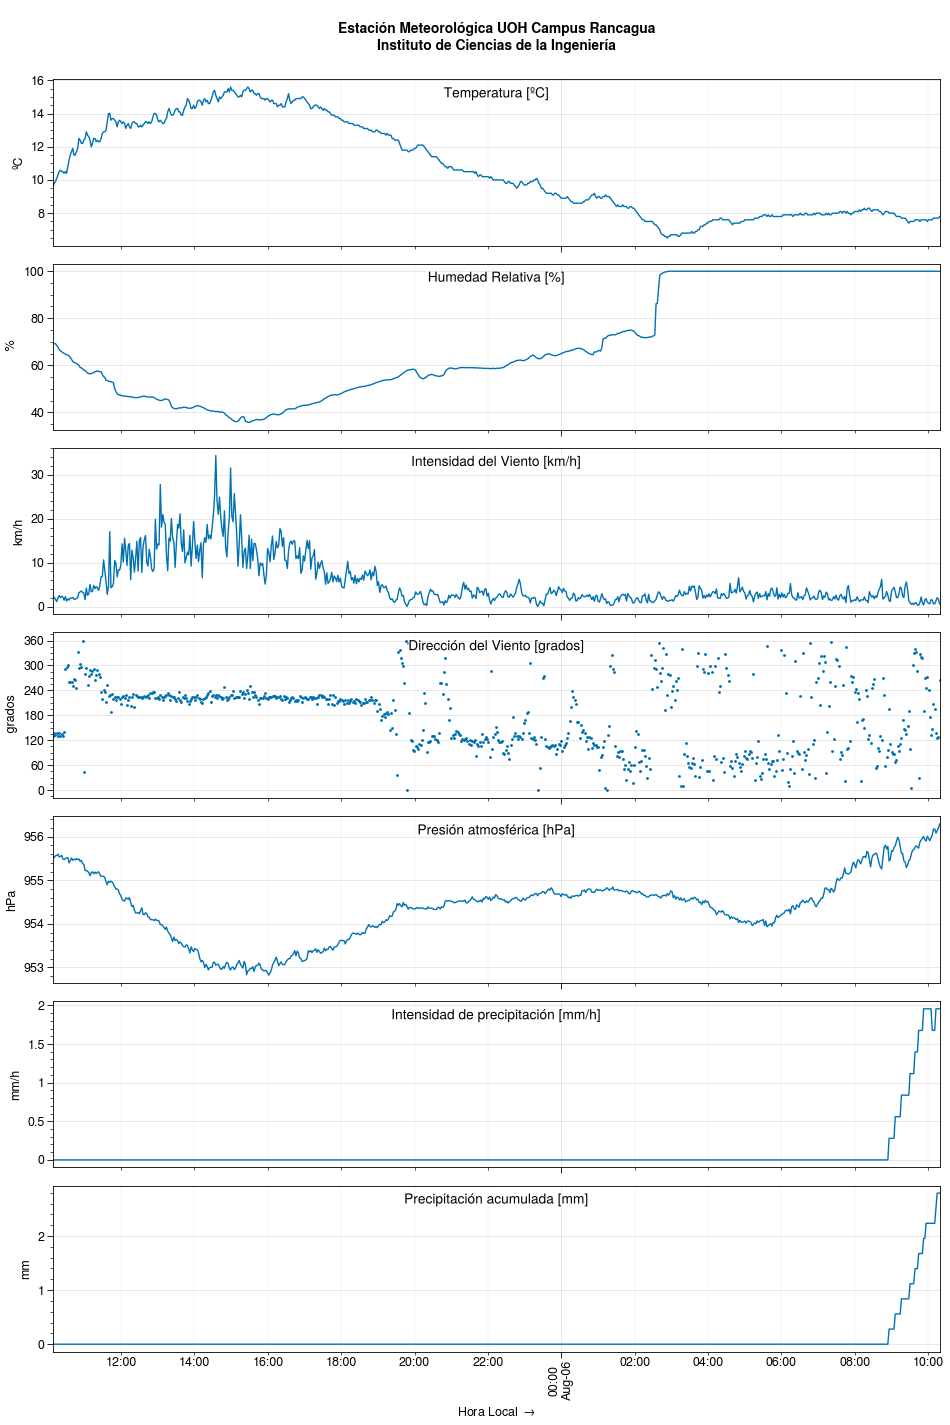 Estación Meteorológica UOH Campus Rancagua
Instituto de Ciencias de la Ingeniería
Temperatura [ºC]
ºC
16
14
12
10
8
Humedad Relativa [%]
%
100
80
60
40
Intensidad del Viento [km/h]
km/h
30
20
10
0
Dirección del Viento [grados]
grados
360
300
240
180
120
60
0
Presión atmosférica [hPa]
hPa
956
955
954
953
Intensidad de precipitación [mm/h]
mm/h
2
1.5
1
0.5
0
Precipitación acumulada [mm]
mm
2
1
0
12:00 14:00 16:00 18:00 20:00 22:00 00:00 02:00 04:00 06:00 08:00 10:00
Aug-06
Hora Local →